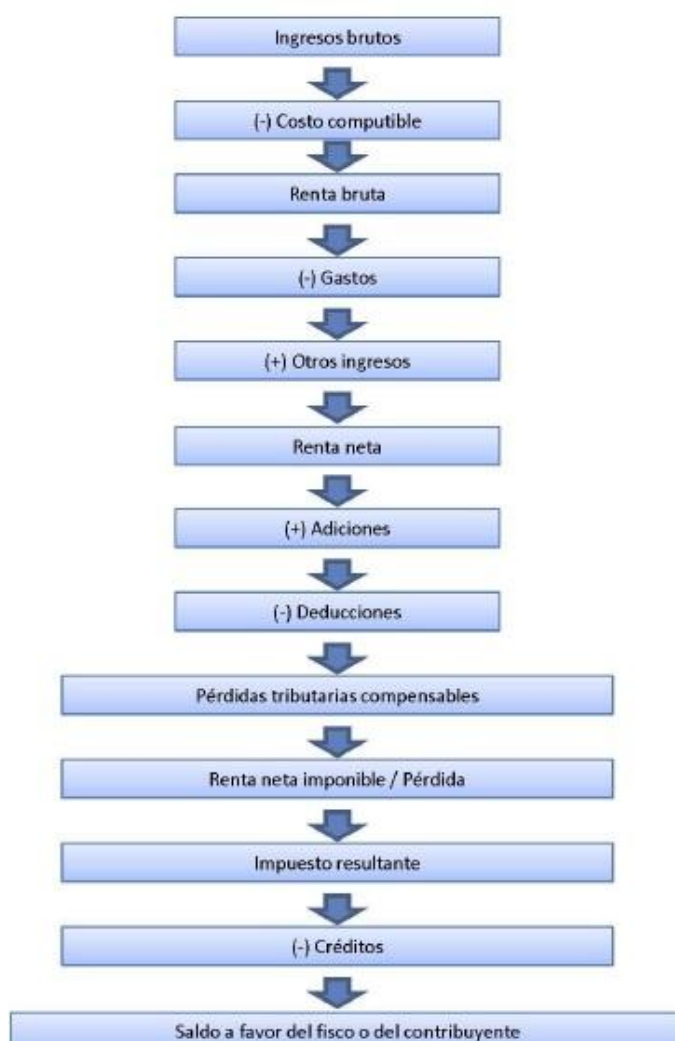 Ingresos brutos
(-) Costo computible
Renta bruta
(-) Gastos
(+) Otros ingresos
Renta neta
(+) Adiciones
(-) Deducciones
Pérdidas tributarias compensables
Renta neta imponible / Pérdida
Impuesto resultante
(-) Créditos
Saldo a favor del fisco o del contribuyente